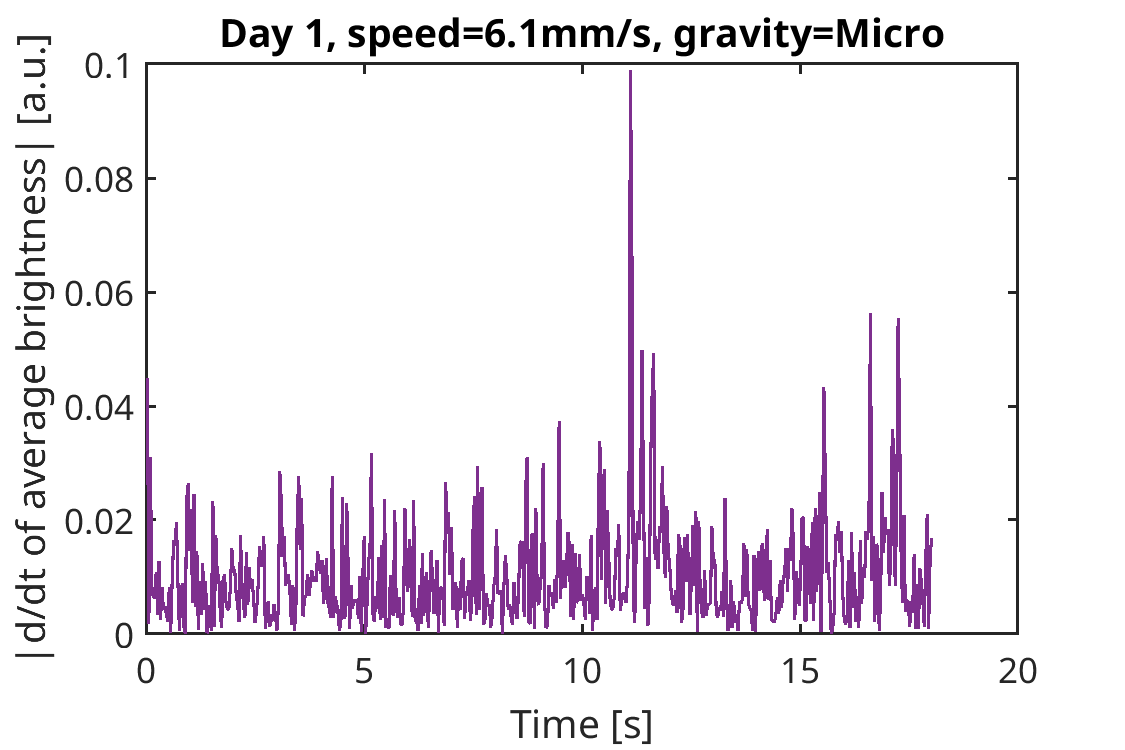 Day 1, speed=6.1mm/s, gravity=Micro
|d/dt of average brightness| [a.u.]
0.1
0.08
0.06
0.04
0.02
0
0 5 10 15 20
Time [s]